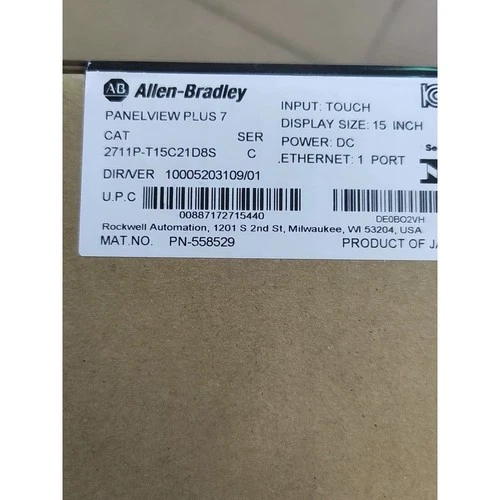 AB Allen-Bradley
PANELVIEW PLUS 7
CAT SER
2711P-T15C21D8S C
DIR/VER 10005203109/01
U.P.C
00887172715440
INPUT: TOUCH
DISPLAY SIZE: 15 INCH
POWER: DC
ETHERNET: 1 PORT
DE0BO2VH
Rockwell Automation, 1201 S 2nd St, Milwaukee, WI 53204, USA
MAT.NO. PN-558529 PRODUCT OF